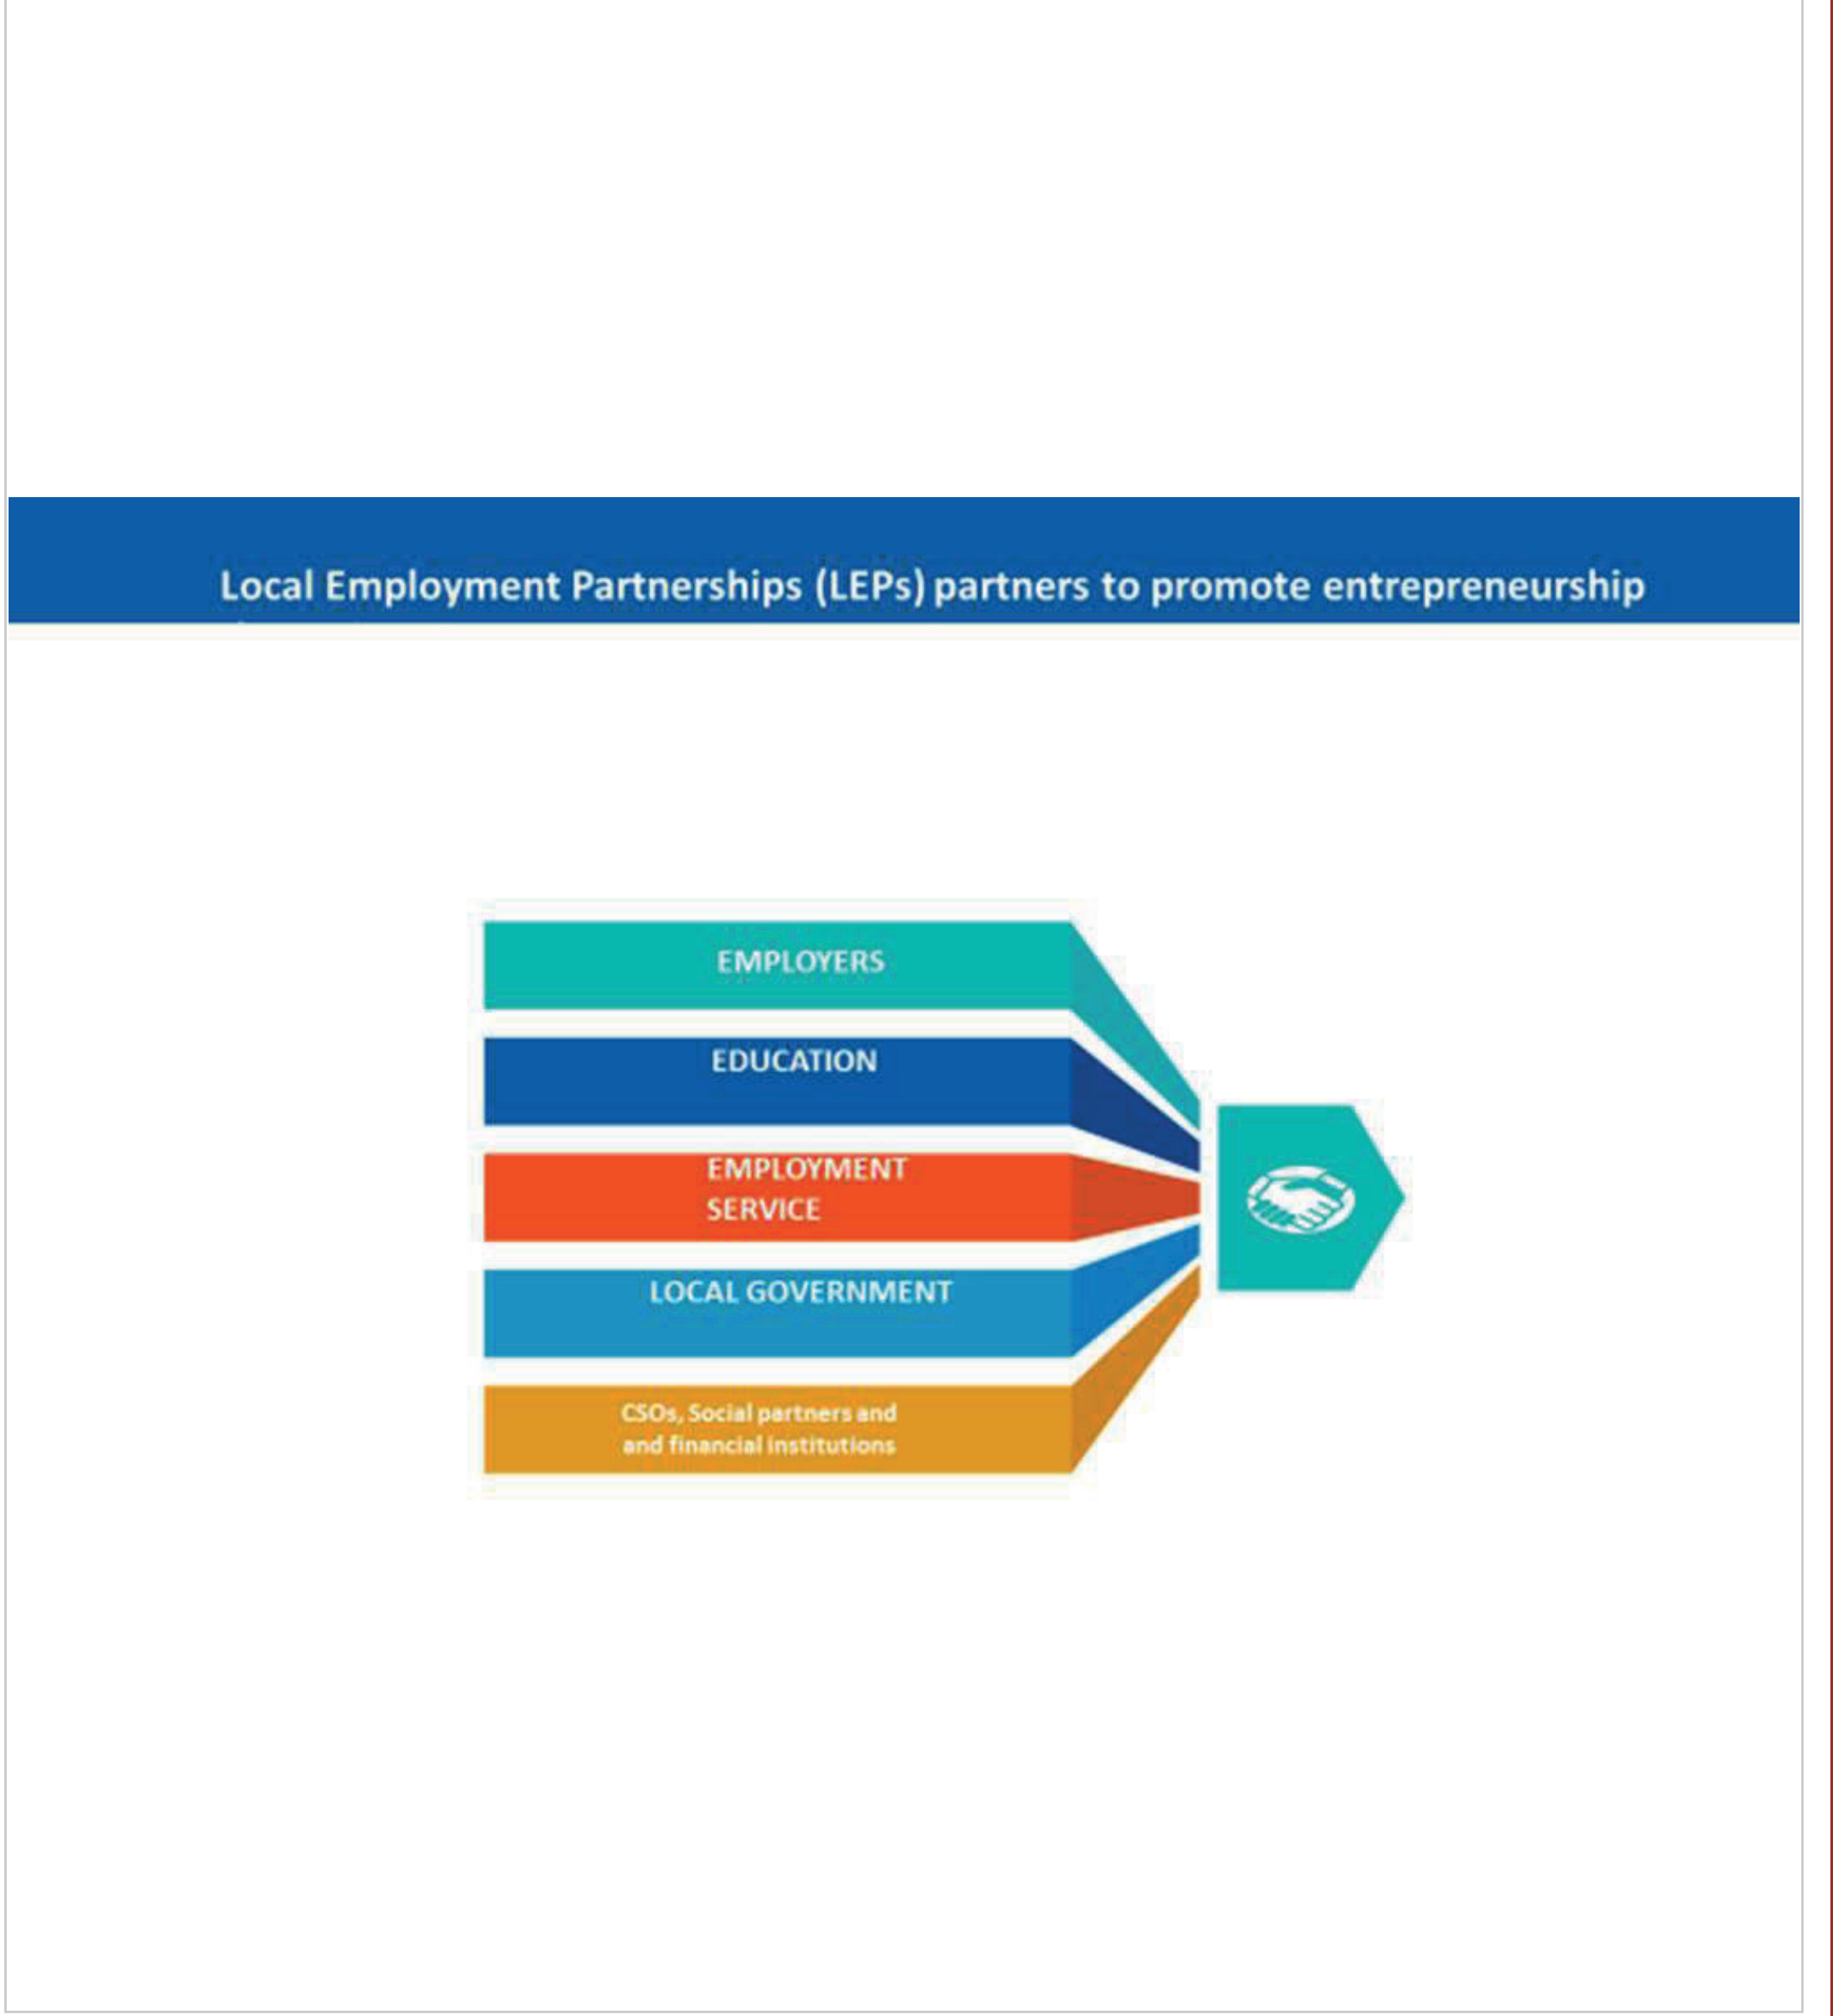 Local Employment Partnerships (LEPs) partners to promote entrepreneurship
EMPLOYERS
EDUCATION
EMPLOYMENT
SERVICE
LOCAL GOVERNMENT
CSOs, Social partners and
and financial institutions